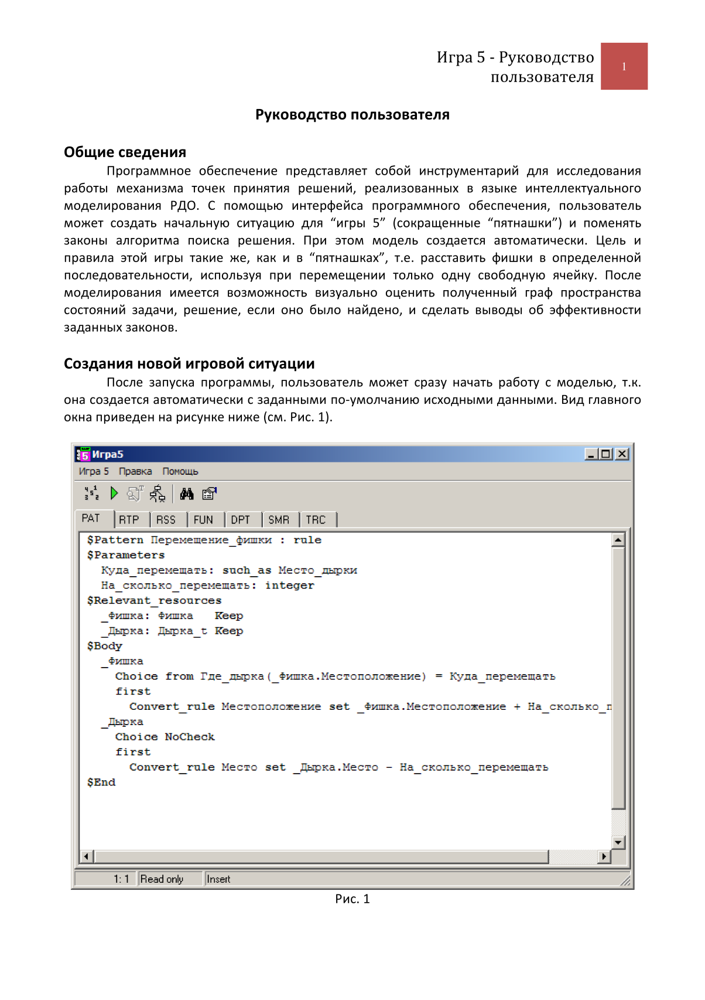 Игра 5 - Руководство
пользователя
1
Руководство пользователя
Общие сведения
Программное обеспечение представляет собой инструментарий для исследования
работы механизма точек принятия решений, реализованных в языке интеллектуального
моделирования РДО. С помощью интерфейса программного обеспечения, пользователь
может создать начальную ситуацию для “игры 5” (сокращенные “пятнашки”) и поменять
законы алгоритма поиска решения. При этом модель создается автоматически. Цель и
правила этой игры такие же, как и в “пятнашках”, т.е. расставить фишки в определенной
последовательности, используя при перемещении только одну свободную ячейку. После
моделирования имеется возможность визуально оценить полученный граф пространства
состояний задачи, решение, если оно было найдено, и сделать выводы об эффективности
заданных законов.
Создания новой игровой ситуации
После запуска программы, пользователь может сразу начать работу с моделью, т.к.
она создается автоматически с заданными по-умолчанию исходными данными. Вид главного
окна приведен на рисунке ниже (см. Рис. 1).
Игра5
Игра 5 Правка Помощь
PAT RTP RSS FUN DPT SMR TRC
$Pattern Перемещение_фишки : rule
$Parameters
Куда_перемещать: such_as Место_дырки
На_сколько_перемещать: integer
$Relevant_resources
_Фишка: Фишка Keep
_Дырка: Дырка_t Keep
$Body
_Фишка
Choice from Где_дырка(_Фишка.Местоположение) = Куда_перемещать
first
Convert_rule Местоположение set _Фишка.Местоположение + На_сколько_п
_Дырка
Choice NoCheck
first
Convert_rule Место set _Дырка.Место - На_сколько_перемещать
$End
1: 1 Read only Insert
Рис. 1